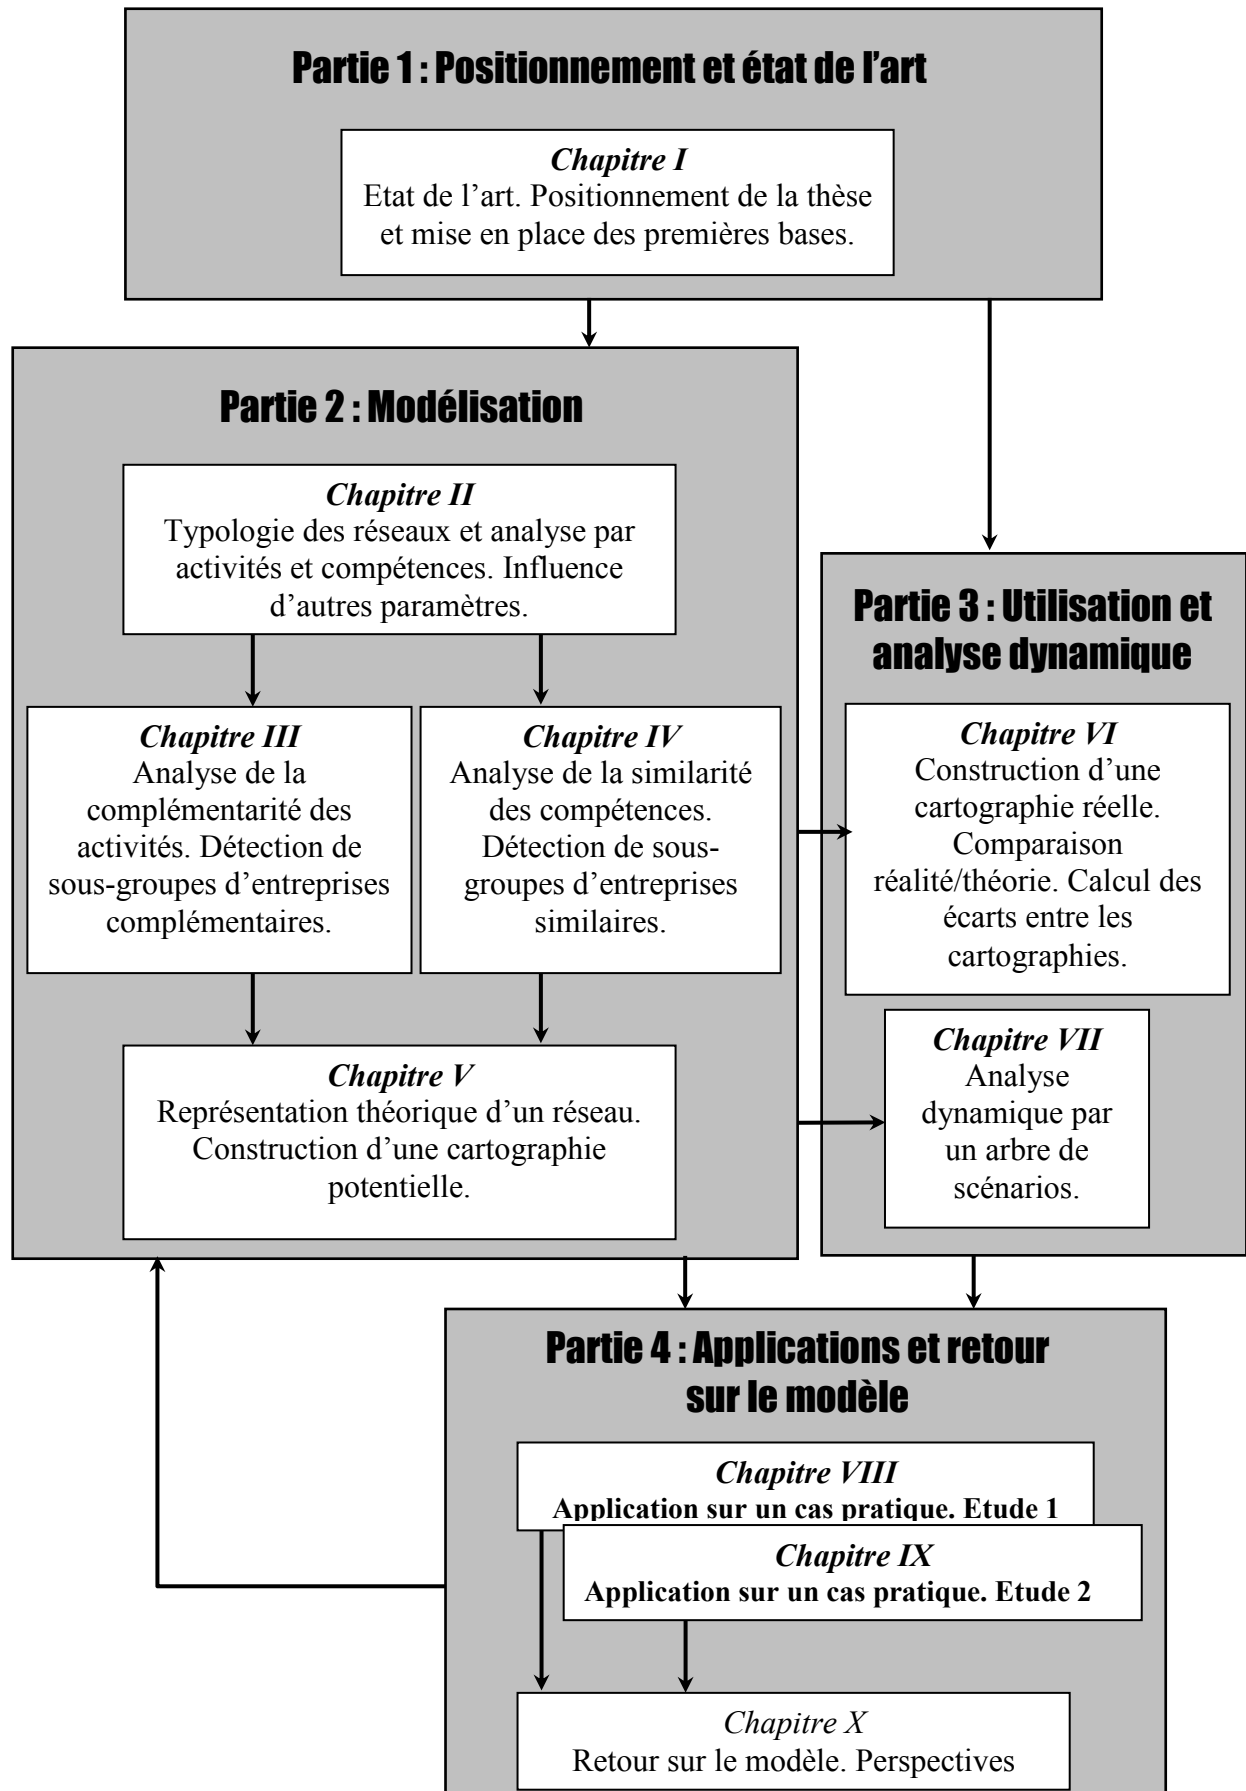 Partie 1 : Positionnement et état de l’art
Chapitre I
Etat de l’art. Positionnement de la thèse
et mise en place des premières bases.
Partie 2 : Modélisation
Chapitre II
Typologie des réseaux et analyse par
activités et compétences. Influence
d’autres paramètres.
Chapitre III
Analyse de la
complémentarité des
activités. Détection de
sous-groupes d’entreprises
complémentaires.
Chapitre IV
Analyse de la similarité
des compétences.
Détection de sous-
groupes d’entreprises
similaires.
Chapitre V
Représentation théorique d’un réseau.
Construction d’une cartographie
potentielle.
Partie 3 : Utilisation et
analyse dynamique
Chapitre VI
Construction d’une
cartographie réelle.
Comparaison
réalité/théorie. Calcul des
écarts entre les
cartographies.
Chapitre VII
Analyse
dynamique par
un arbre de
scénarios.
Partie 4 : Applications et retour
sur le modèle
Chapitre VIII
Application sur un cas pratique. Etude 1
Chapitre IX
Application sur un cas pratique. Etude 2
Chapitre X
Retour sur le modèle. Perspectives